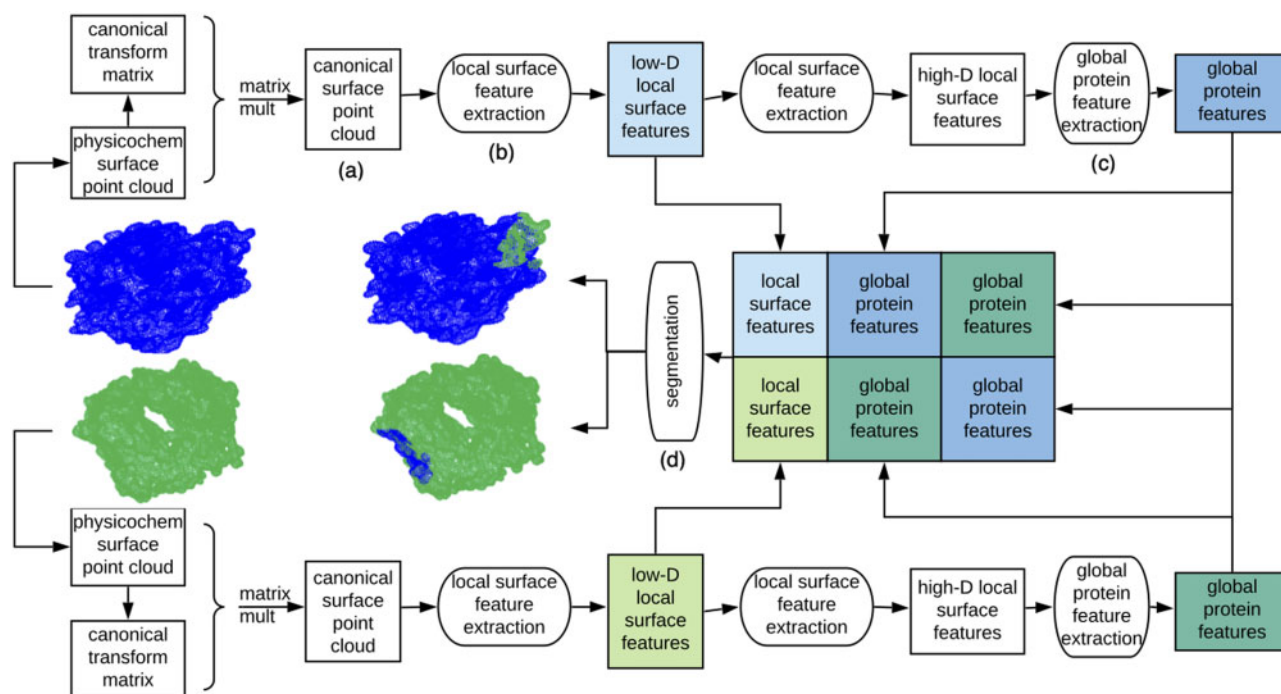 canonical
transform
matrix
physicochem
surface
point cloud
matrix
mult
canonical
surface
point
cloud
(a)
local surface
feature
extraction
(b)
low-D
local
surface
features
local surface
feature
extraction
high-D local
surface
features
global
protein
feature
extraction
(c)
global
protein
features
local
surface
features
global
protein
features
global
protein
features
local
surface
features
global
protein
features
global
protein
features
segmentation
(d)
physicochem
surface
point cloud
canonical
transform
matrix
matrix
mult
canonical
surface
point
cloud
local surface
feature
extraction
low-D
local
surface
features
local surface
feature
extraction
high-D local
surface
features
global
protein
feature
extraction
global
protein
features